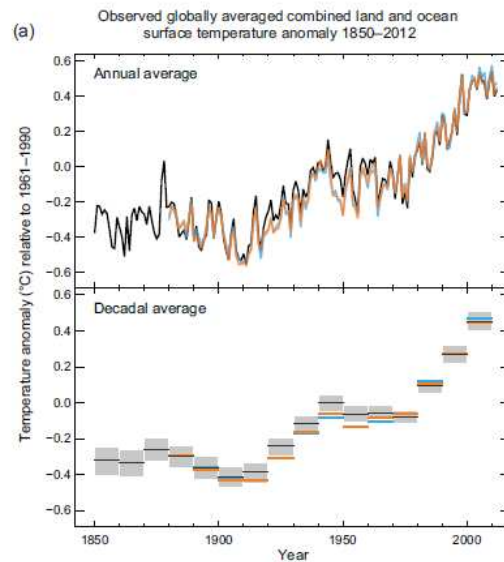 (a)
Observed globally averaged combined land and ocean
surface temperature anomaly 1850–2012
Temperature anomaly (°C) relative to 1961–1990
Annual average
0.6
0.4
0.2
0.0
−0.2
−0.4
−0.6
Decadal average
0.6
0.4
0.2
0.0
−0.2
−0.4
−0.6
1850
1900
1950
2000
Year